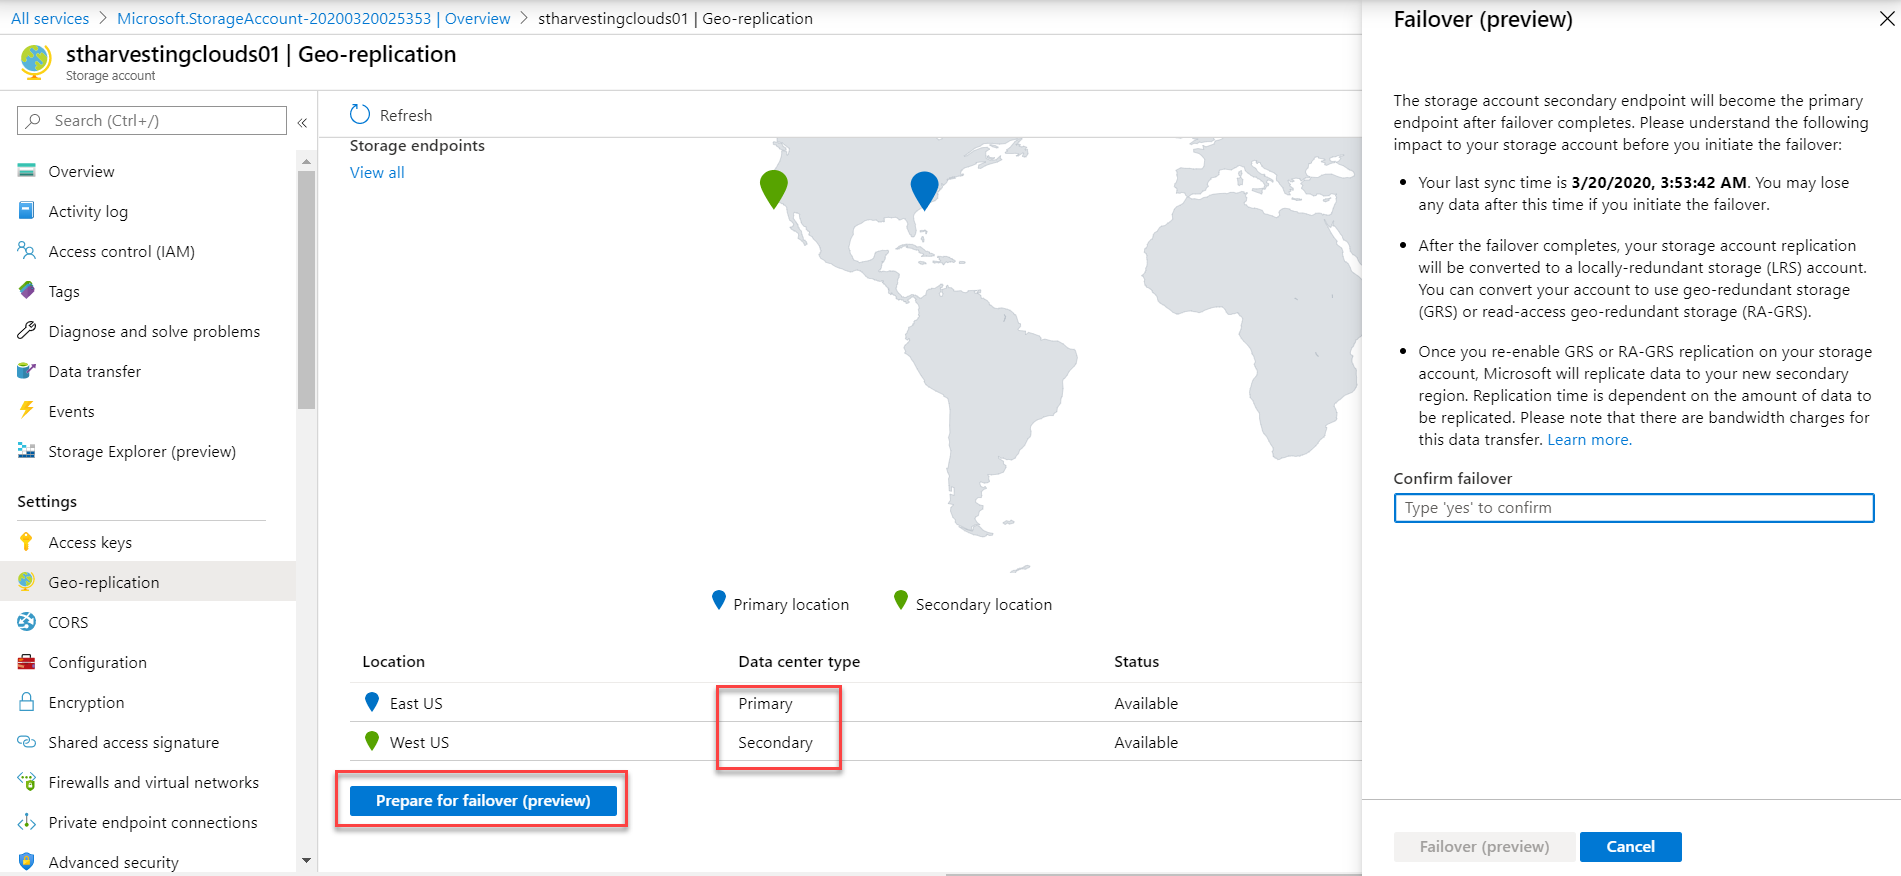 All services > Microsoft.StorageAccount-20200320025353 | Overview > stharvestingclouds01 | Geo-replication
stharvestingclouds01 | Geo-replication
Storage account
Search (Ctrl+/)
«
Overview
Activity log
Access control (IAM)
Tags
Diagnose and solve problems
Data transfer
Events
Storage Explorer (preview)
Settings
Access keys
Geo-replication
CORS
Configuration
Encryption
Shared access signature
Firewalls and virtual networks
Private endpoint connections
Advanced security
Refresh
Storage endpoints
View all
Primary location
Secondary location
Location Data center type Status
East US Primary Available
West US Secondary Available
Prepare for failover (preview)
Failover (preview)
The storage account secondary endpoint will become the primary
endpoint after failover completes. Please understand the following
impact to your storage account before you initiate the failover:
• Your last sync time is 3/20/2020, 3:53:42 AM. You may lose
any data after this time if you initiate the failover.
• After the failover completes, your storage account replication
will be converted to a locally-redundant storage (LRS) account.
You can convert your account to use geo-redundant storage
(GRS) or read-access geo-redundant storage (RA-GRS).
• Once you re-enable GRS or RA-GRS replication on your storage
account, Microsoft will replicate data to your new secondary
region. Replication time is dependent on the amount of data to
be replicated. Please note that there are bandwidth charges for
this data transfer. Learn more.
Confirm failover
Type 'yes' to confirm
Failover (preview)
Cancel